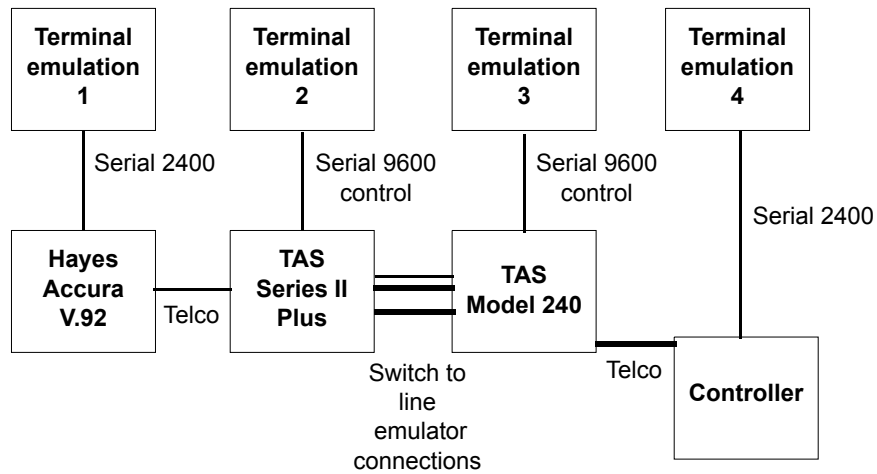 Terminal
emulation
1
Terminal
emulation
2
Terminal
emulation
3
Terminal
emulation
4
Serial 2400
Serial 9600
control
Serial 9600
control
Serial 2400
Hayes
Accura
V.92
Telco
TAS
Series II
Plus
TAS
Model 240
Switch to
line
emulator
connections
Telco
Controller